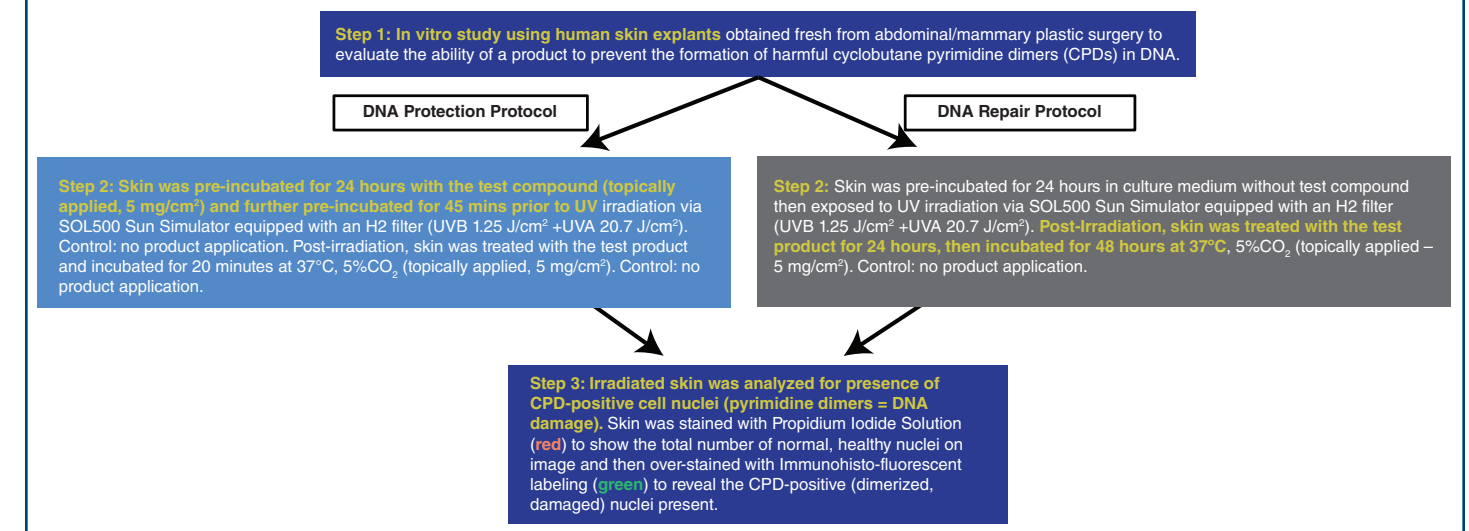 Step 1: In vitro study using human skin explants obtained fresh from abdominal/mammary plastic surgery to
evaluate the ability of a product to prevent the formation of harmful cyclobutane pyrimidine dimers (CPDs) in DNA.
DNA Protection Protocol
DNA Repair Protocol
Step 2: Skin was pre-incubated for 24 hours with the test compound (topically
applied, 5 mg/cm²) and further pre-incubated for 45 mins prior to UV irradiation via
SOL500 Sun Simulator equipped with an H2 filter (UVB 1.25 J/cm² +UVA 20.7 J/cm²).
Control: no product application. Post-irradiation, skin was treated with the test product
and incubated for 20 minutes at 37°C, 5%CO₂ (topically applied, 5 mg/cm²). Control: no
product application.
Step 2: Skin was pre-incubated for 24 hours in culture medium without test compound
then exposed to UV irradiation via SOL500 Sun Simulator equipped with an H2 filter
(UVB 1.25 J/cm² +UVA 20.7 J/cm²). Post-Irradiation, skin was treated with the test
product for 24 hours, then incubated for 48 hours at 37ºC, 5%CO₂ (topically applied –
5 mg/cm²). Control: no product application.
Step 3: Irradiated skin was analyzed for presence of
CPD-positive cell nuclei (pyrimidine dimers = DNA
damage). Skin was stained with Propidium Iodide Solution
(red) to show the total number of normal, healthy nuclei on
image and then over-stained with Immunohisto-fluorescent
labeling (green) to reveal the CPD-positive (dimerized,
damaged) nuclei present.